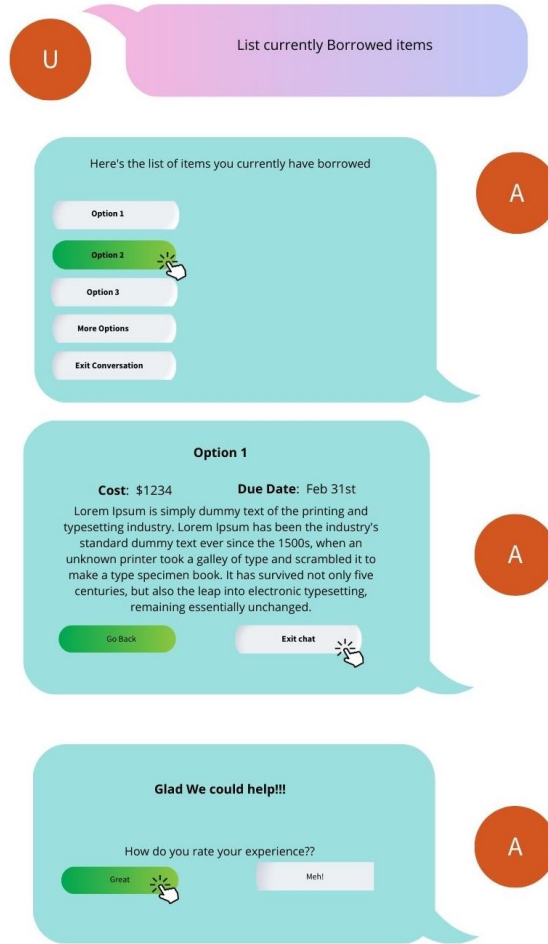 U
List currently Borrowed items
Here's the list of items you currently have borrowed
A
Option 1
Option 2
Option 3
More Options
Exit Conversation
Option 1
Cost: $1234 Due Date: Feb 31st
Lorem Ipsum is simply dummy text of the printing and
typesetting industry. Lorem Ipsum has been the industry's
standard dummy text ever since the 1500s, when an
unknown printer took a galley of type and scrambled it to
make a type specimen book. It has survived not only five
centuries, but also the leap into electronic typesetting,
remaining essentially unchanged.
A
Go Back Exit chat
Glad We could help!!!
How do you rate your experience??
A
Great Meh!